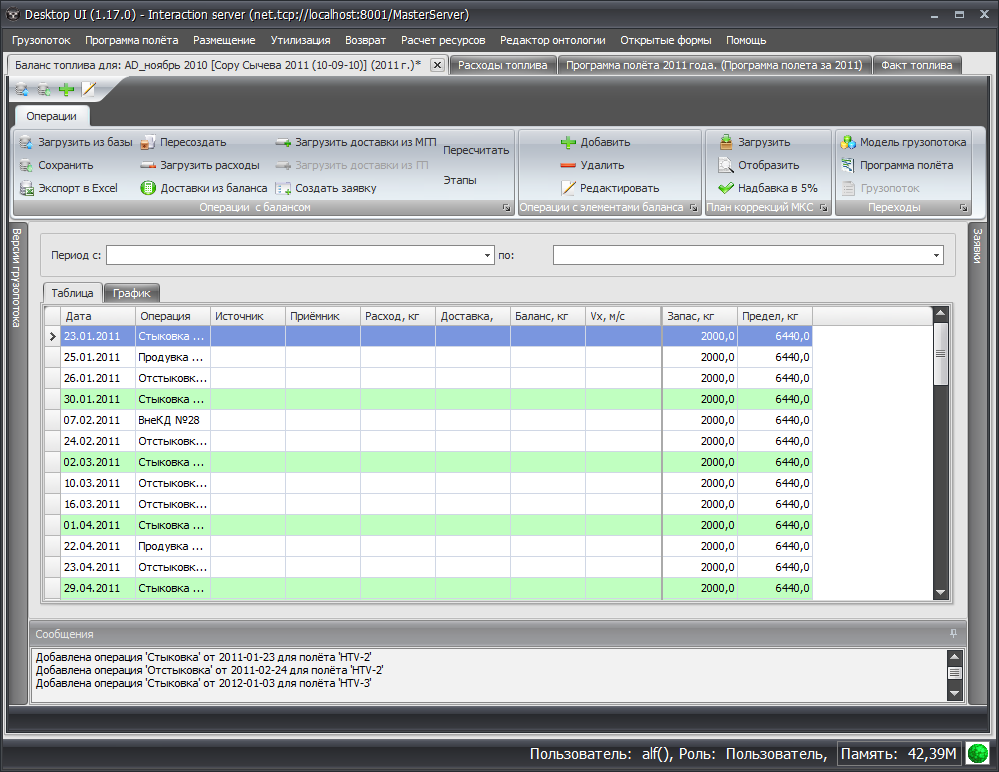 Desktop UI (1.17.0) - Interaction server (net.tcp://localhost:8001/MasterServer)
Грузопоток Программа полёта Размещение Утилизация Возврат Расчет ресурсов Редактор онтологии Открытые формы Помощь
Баланс топлива для: AD_ноябрь 2010 [Copy Сычева 2011 (10-09-10)] (2011 г.)* Расходы топлива Программа полёта 2011 года. (Программа полета за 2011) Факт топлива
Операции
Загрузить из базы Пересоздать Загрузить доставки из МГП Пересчитать Добавить Загрузить Модель грузопотока
Сохранить Загрузить расходы Загрузить доставки из ГП Удалить Отобразить Программа полёта
Экспорт в Excel Доставки из баланса Создать заявку Этапы Редактировать Надбавка в 5% Грузопоток
Операции с балансом Операции с элементами баланса План коррекций МКС Переходы
Версии грузопотока
Заявки
Период с: по:
Таблица График
Дата Операция Источник Приёмник Расход, кг Доставка, Баланс, кг Vx, м/с Запас, кг Предел, кг
23.01.2011 Стыковка ... 2000,0 6440,0
25.01.2011 Продувка ... 2000,0 6440,0
26.01.2011 Отстыковк... 2000,0 6440,0
30.01.2011 Стыковка ... 2000,0 6440,0
07.02.2011 ВнеКД №28 2000,0 6440,0
24.02.2011 Отстыковк... 2000,0 6440,0
02.03.2011 Стыковка ... 2000,0 6440,0
10.03.2011 Отстыковк... 2000,0 6440,0
16.03.2011 Отстыковк... 2000,0 6440,0
01.04.2011 Стыковка ... 2000,0 6440,0
22.04.2011 Продувка ... 2000,0 6440,0
23.04.2011 Отстыковк... 2000,0 6440,0
29.04.2011 Стыковка ... 2000,0 6440,0
Сообщения
Добавлена операция 'Стыковка' от 2011-01-23 для полёта 'HTV-2'
Добавлена операция 'Отстыковка' от 2011-02-24 для полёта 'HTV-2'
Добавлена операция 'Стыковка' от 2012-01-03 для полёта 'HTV-3'
Пользователь: alf(), Роль: Пользователь, Память: 42,39M